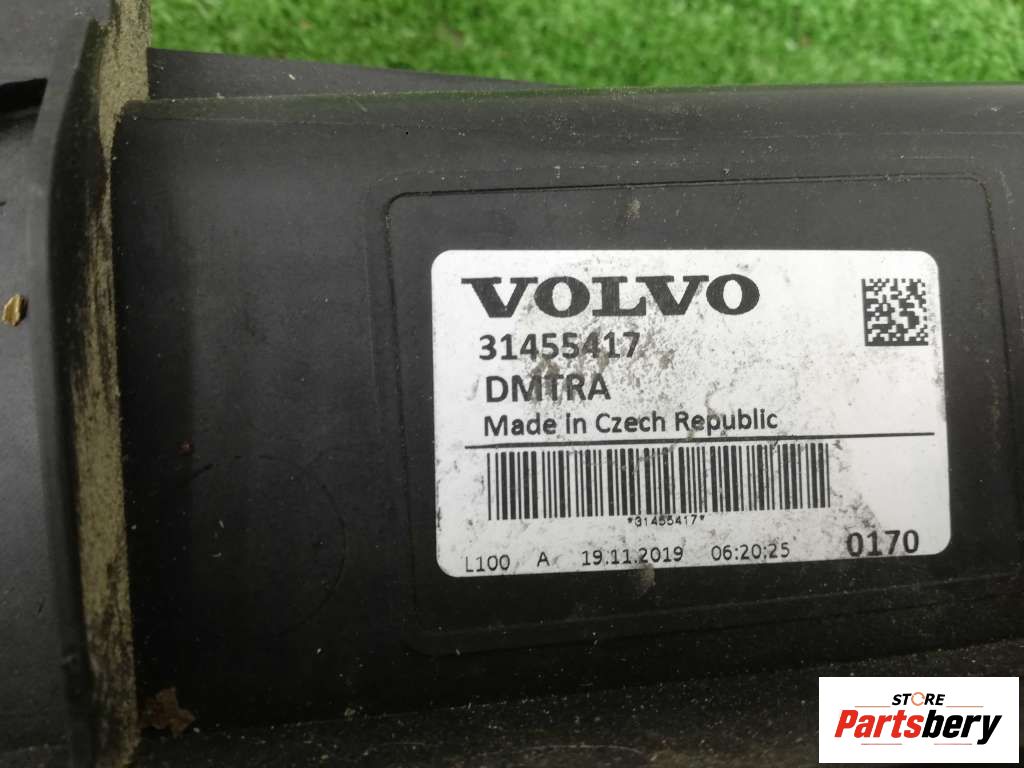 VOLVO
31455417
DMTRA
Made in Czech Republic
*31455417*
L100 A 19.11.2019 06:20:25 0170
STORE
Partsbery